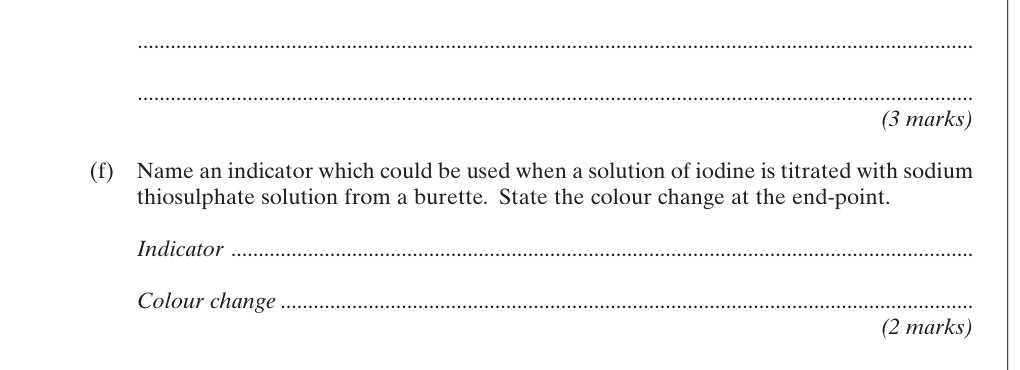 (3 marks)
(f) Name an indicator which could be used when a solution of iodine is titrated with sodium
thiosulphate solution from a burette. State the colour change at the end-point.
Indicator ..........................................................................................................................................
Colour change ..............................................................................................................................
(2 marks)